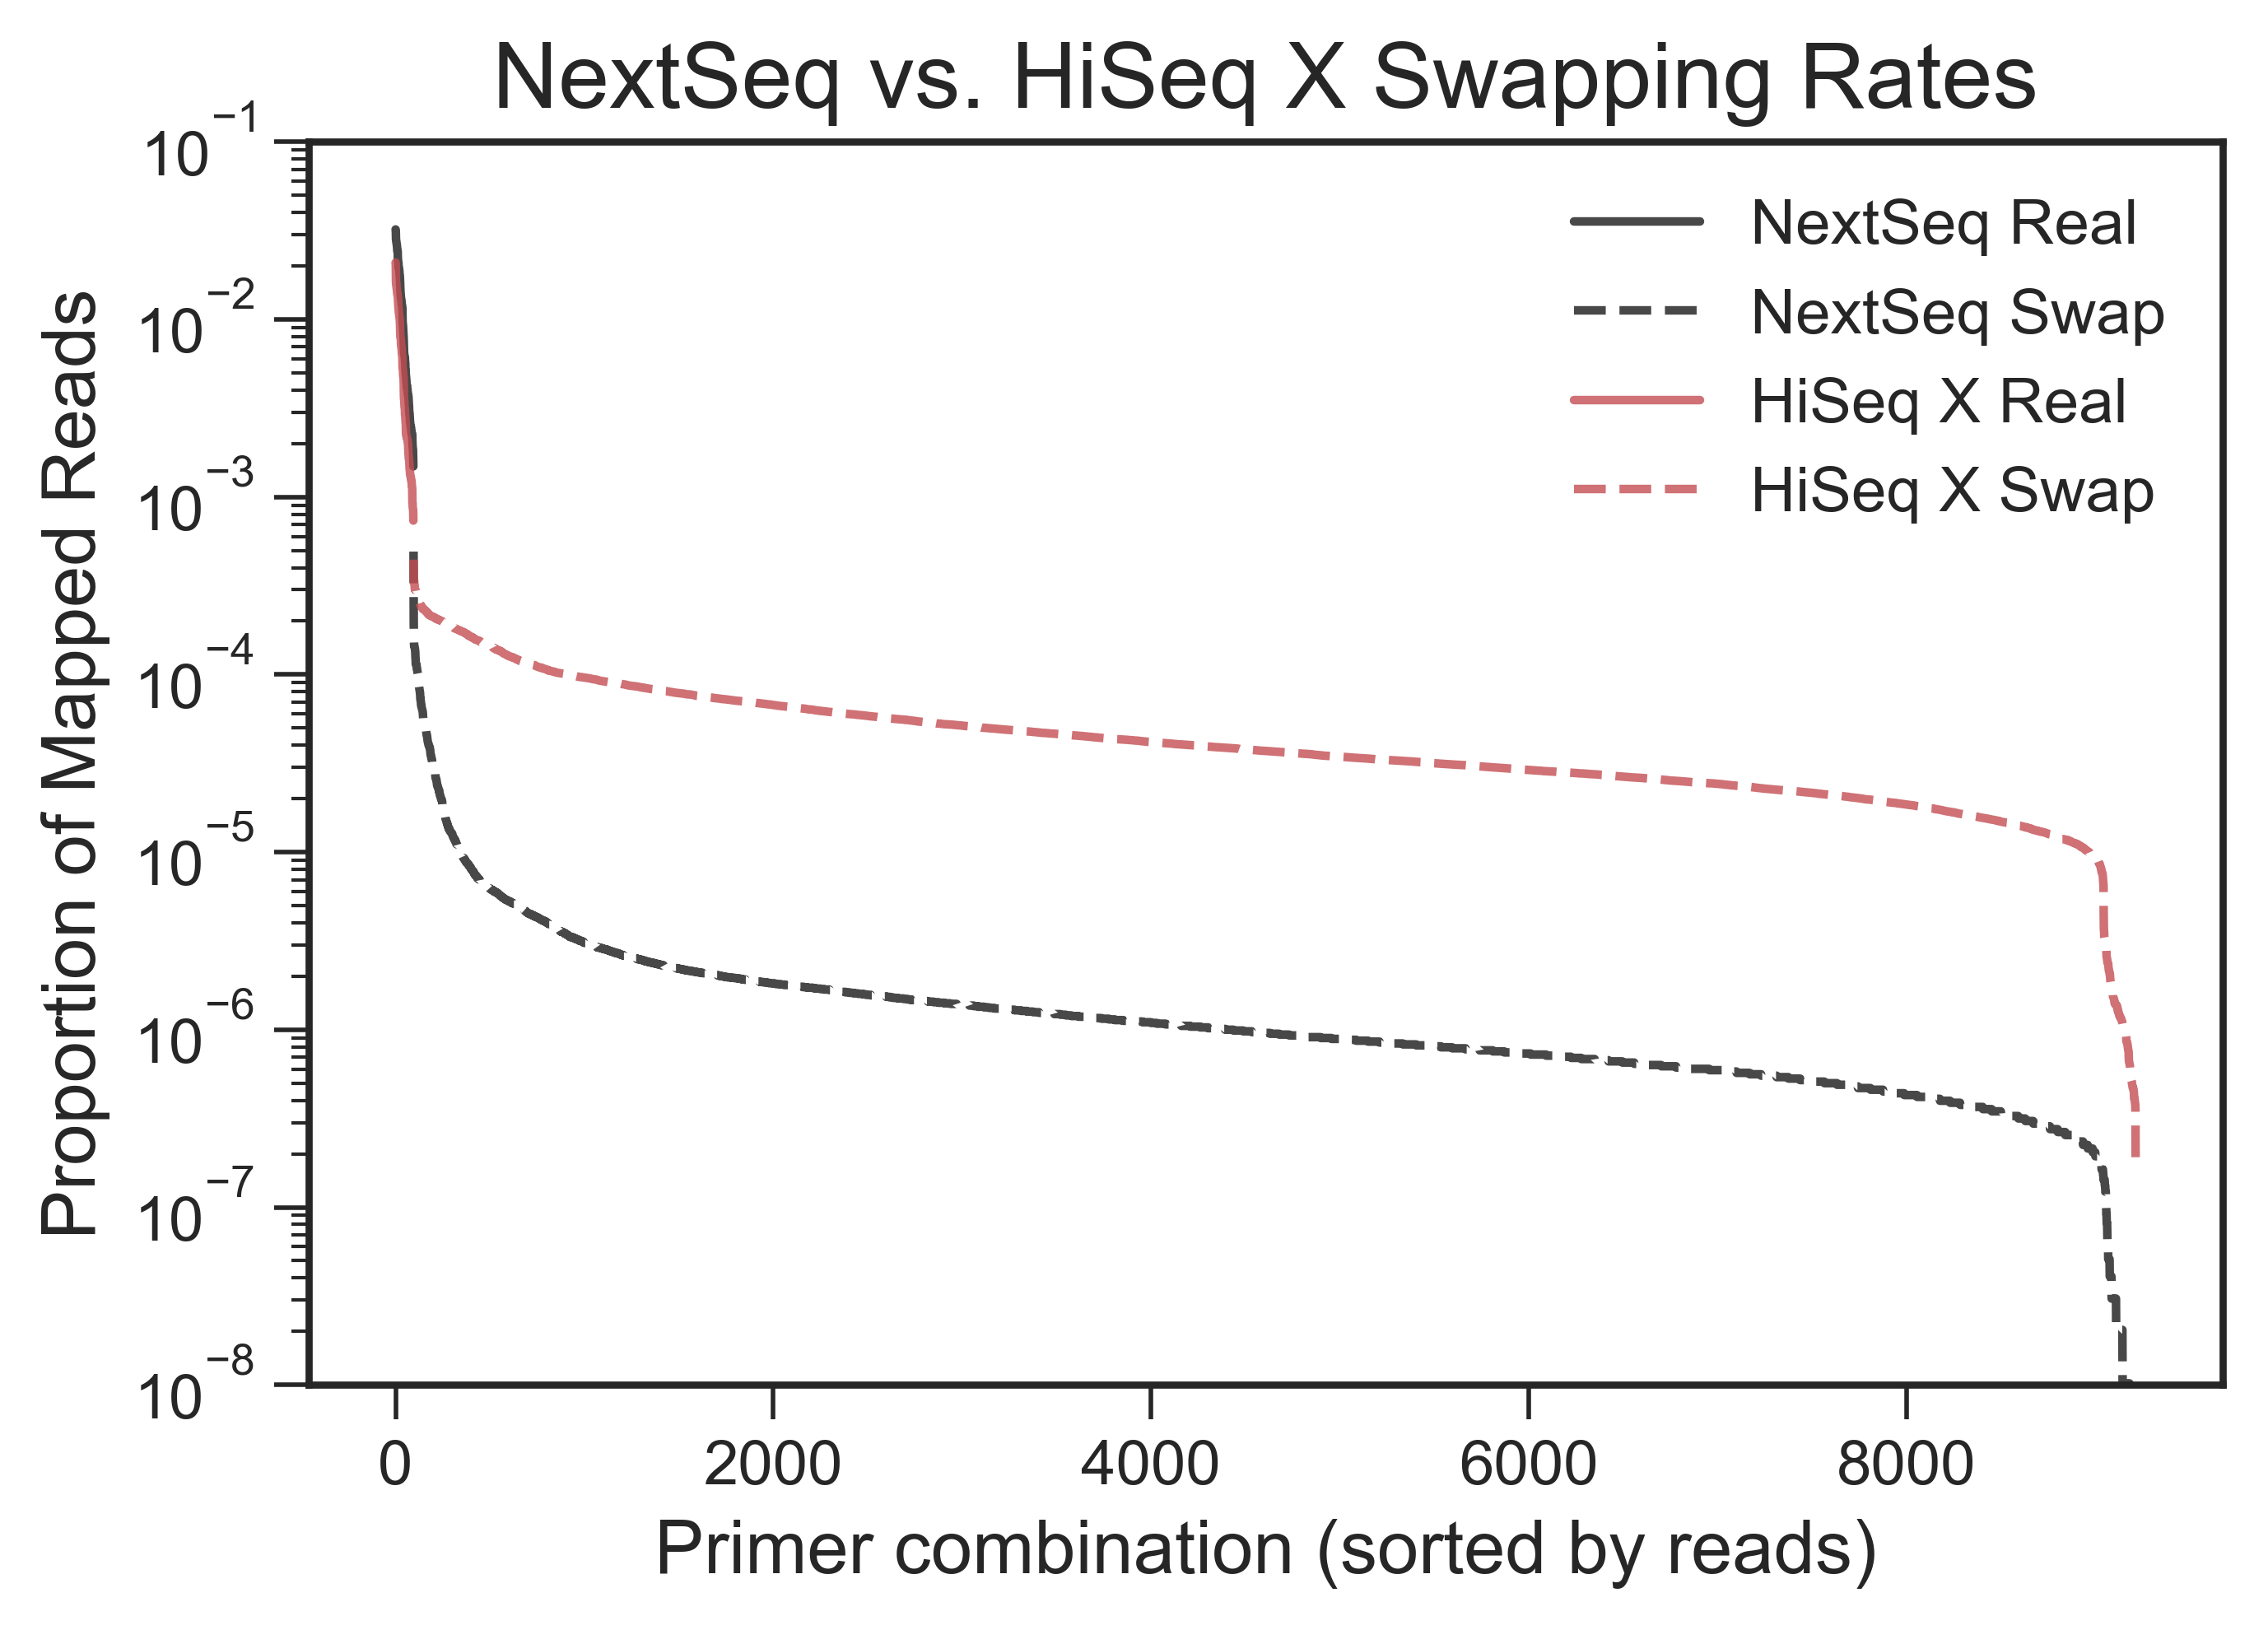 NextSeq vs. HiSeq X Swapping Rates
Proportion of Mapped Reads
10⁻¹
10⁻²
10⁻³
10⁻⁴
10⁻⁵
10⁻⁶
10⁻⁷
10⁻⁸
NextSeq Real
NextSeq Swap
HiSeq X Real
HiSeq X Swap
0 2000 4000 6000 8000
Primer combination (sorted by reads)